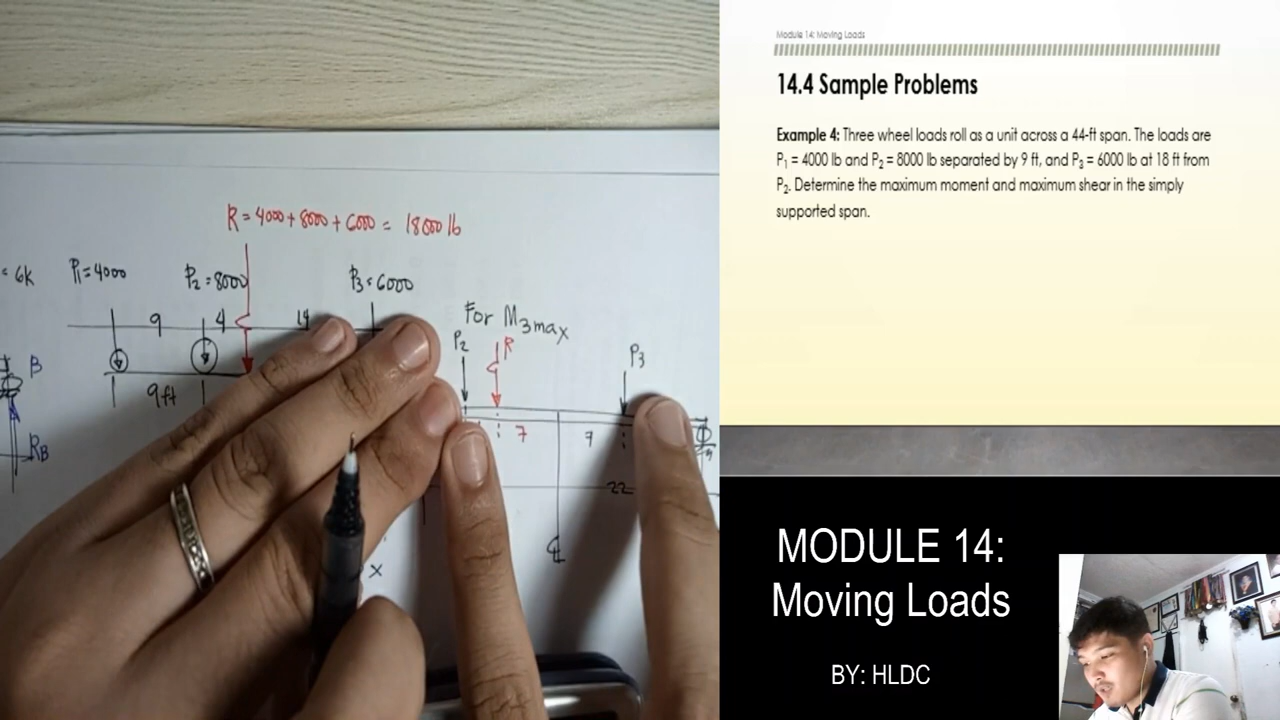 R = 4000 + 8000 + 6000 = 18000 lb
= 6k
P1 = 4000
P2 = 8000
P3 = 6000
9
4
14
9ft
B
RB
For M3max
P2
R
P3
7
7
22
x
Module 14: Moving Loads
14.4 Sample Problems
Example 4: Three wheel loads roll as a unit across a 44-ft span. The loads are
P1 = 4000 lb and P2 = 8000 lb separated by 9 ft, and P3 = 6000 lb at 18 ft from
P2. Determine the maximum moment and maximum shear in the simply
supported span.
MODULE 14:
Moving Loads
BY: HLDC